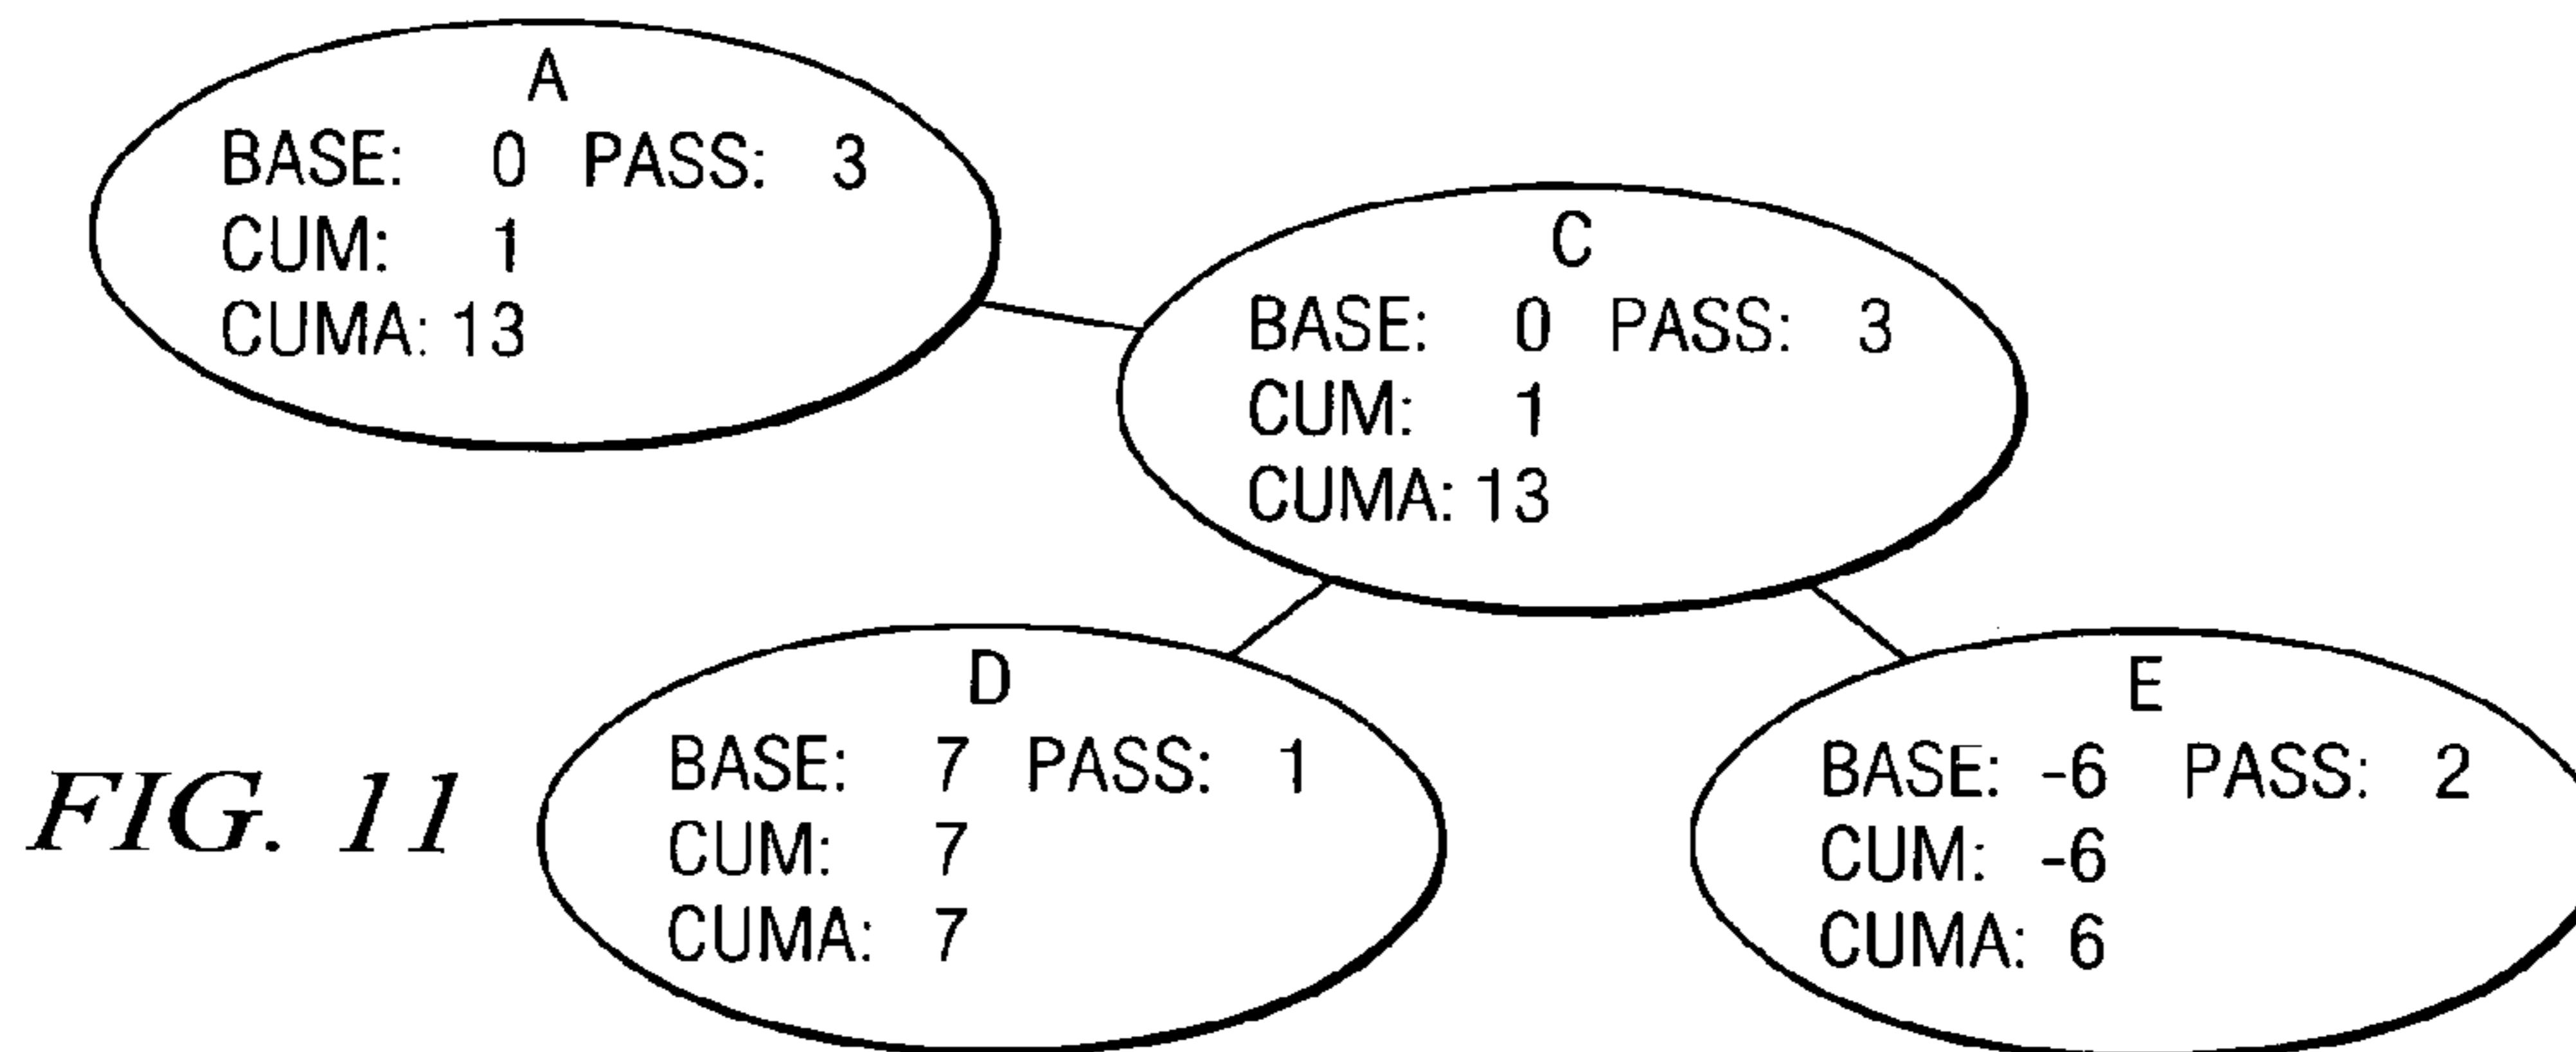 A
BASE: 0 PASS: 3
CUM: 1
CUMA: 13
C
BASE: 0 PASS: 3
CUM: 1
CUMA: 13
D
BASE: 7 PASS: 1
CUM: 7
CUMA: 7
E
BASE: -6 PASS: 2
CUM: -6
CUMA: 6
FIG. 11